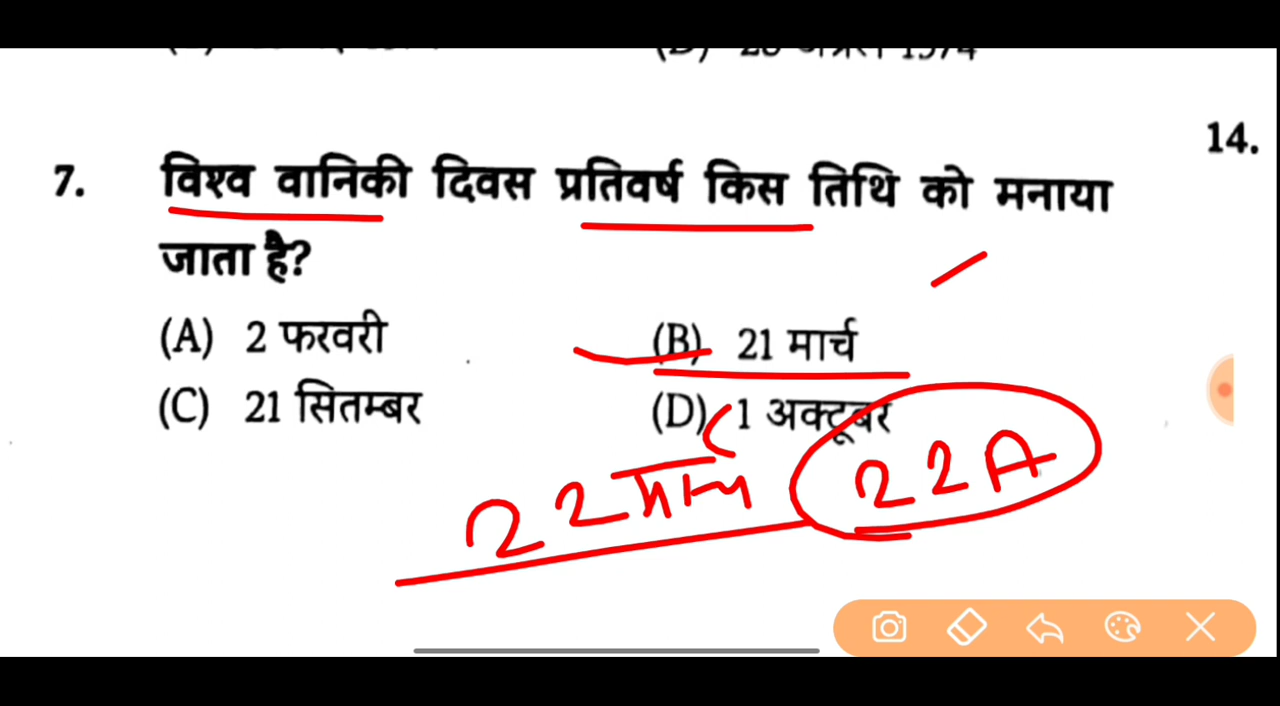 14.
7. विश्व वानिकी दिवस प्रतिवर्ष किस तिथि को मनाया
जाता है?
(A) 2 फरवरी (B) 21 मार्च
(C) 21 सितम्बर (D) 1 अक्टूबर
22 मार्च 22A